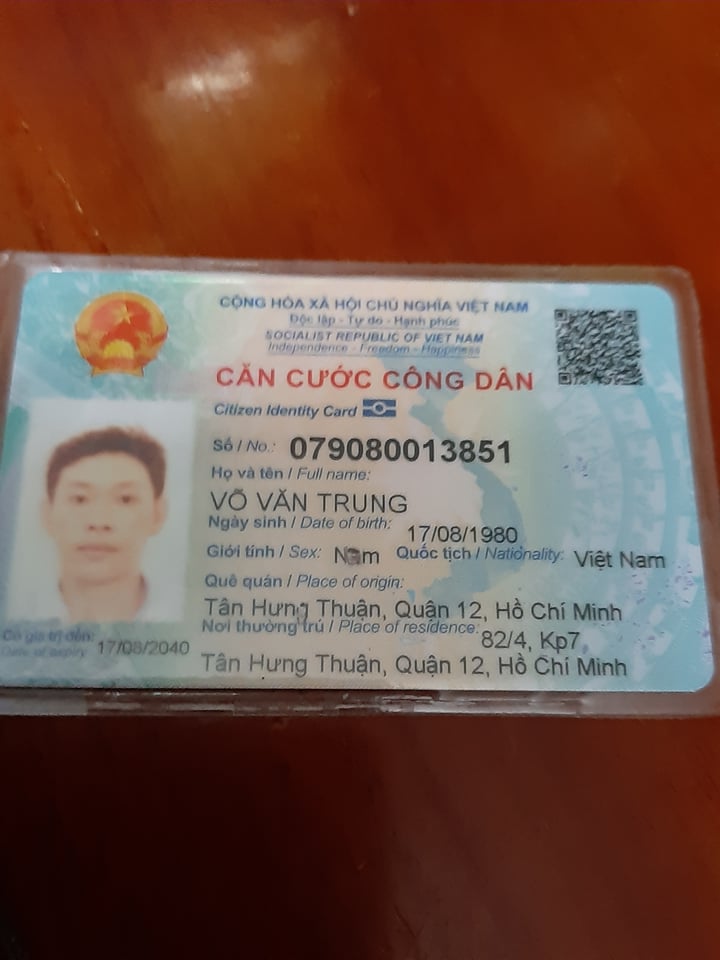 CỘNG HÒA XÃ HỘI CHỦ NGHĨA VIỆT NAM
Độc lập - Tự do - Hạnh phúc
SOCIALIST REPUBLIC OF VIET NAM
Independence - Freedom - Happiness
CĂN CƯỚC CÔNG DÂN
Citizen Identity Card
Số / No.: 079080013851
Họ và tên / Full name:
VÕ VĂN TRUNG
Ngày sinh / Date of birth: 17/08/1980
Giới tính / Sex: Nam Quốc tịch / Nationality: Việt Nam
Quê quán / Place of origin:
Tân Hưng Thuận, Quận 12, Hồ Chí Minh
Nơi thường trú / Place of residence: 82/4, Kp7
Tân Hưng Thuận, Quận 12, Hồ Chí Minh
Có giá trị đến: 17/08/2040
Date of expiry